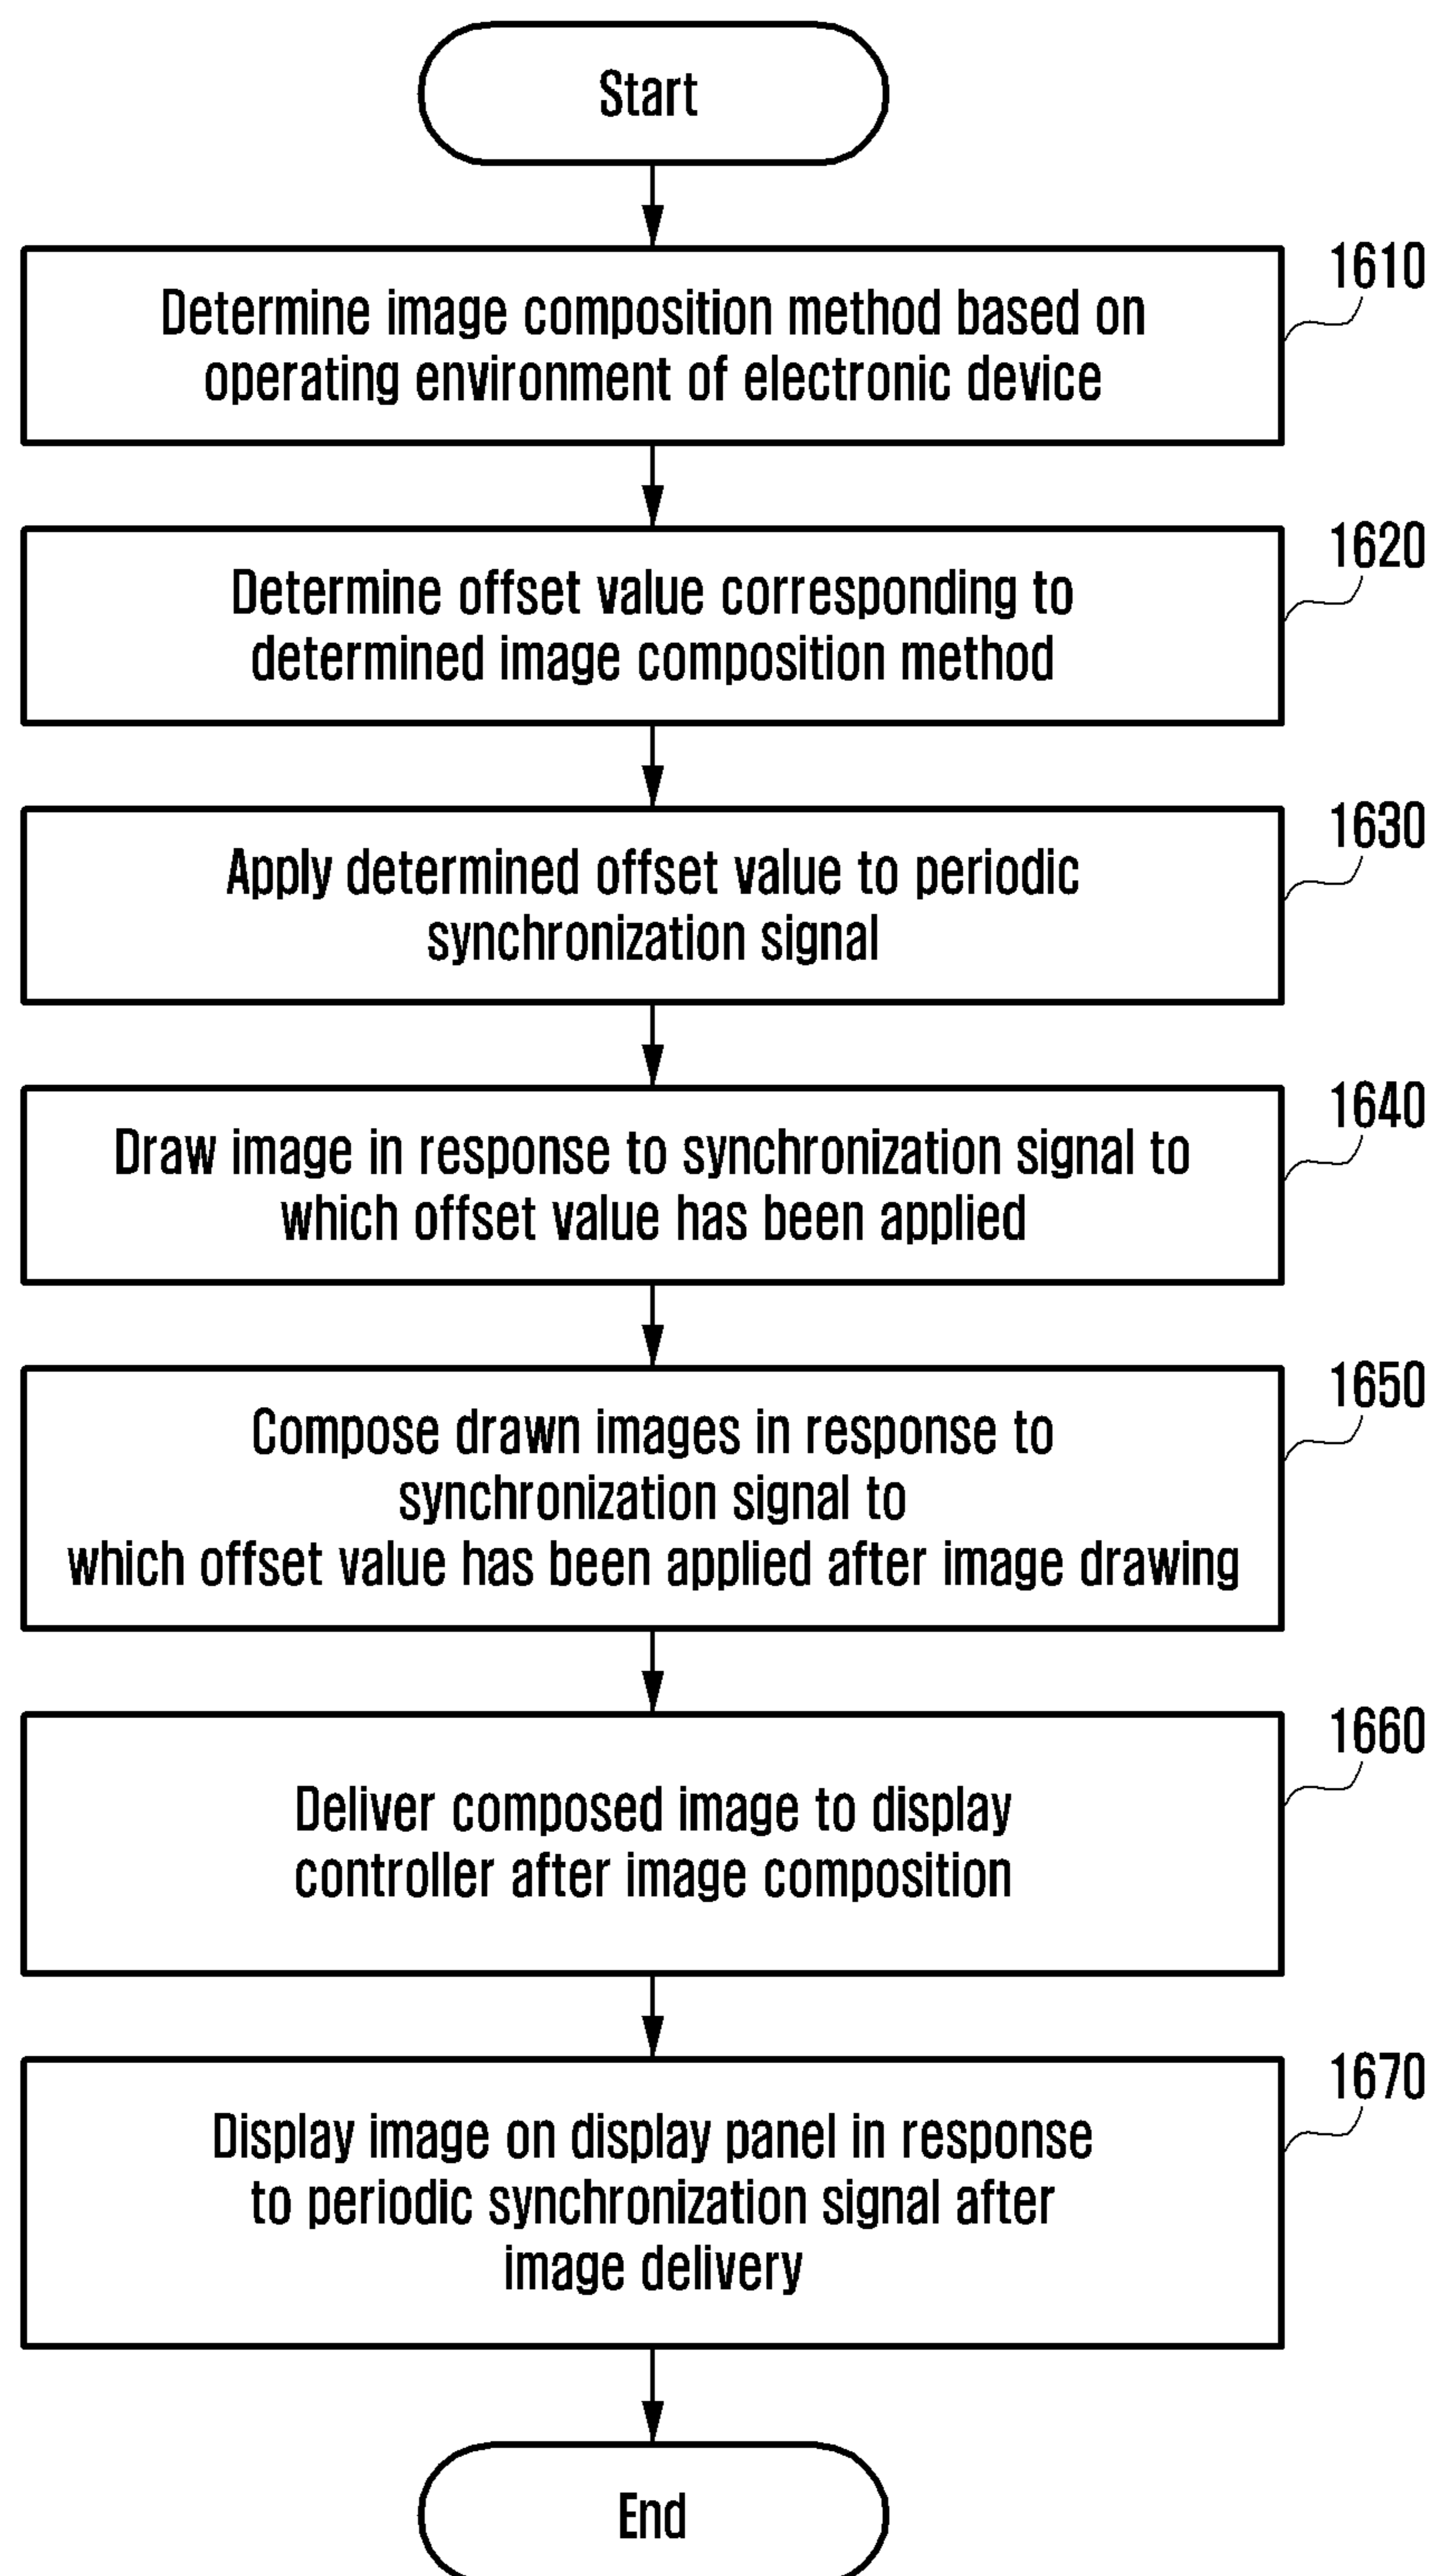 Start
1610
Determine image composition method based on
operating environment of electronic device
1620
Determine offset value corresponding to
determined image composition method
1630
Apply determined offset value to periodic
synchronization signal
1640
Draw image in response to synchronization signal to
which offset value has been applied
1650
Compose drawn images in response to
synchronization signal to
which offset value has been applied after image drawing
1660
Deliver composed image to display
controller after image composition
1670
Display image on display panel in response
to periodic synchronization signal after
image delivery
End